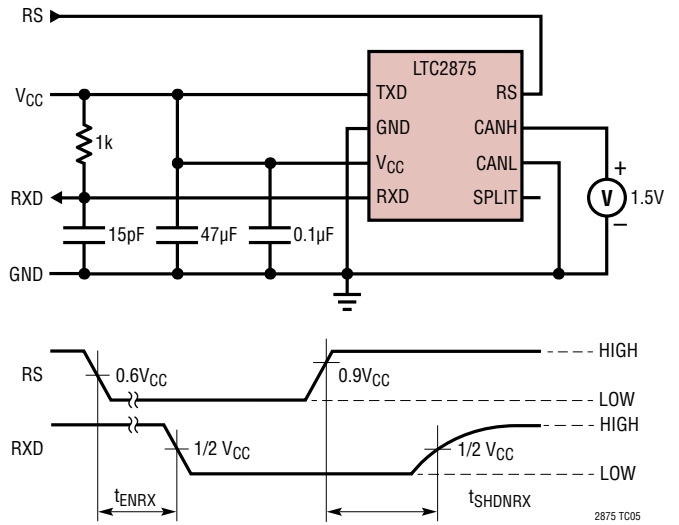 RS
LTC2875
V_CC
TXD
RS
1k
GND
CANH
V_CC
CANL
+
V
1.5V
RXD
RXD
SPLIT
–
15pF
47µF
0.1µF
GND
RS
0.6V_CC
0.9V_CC
HIGH
LOW
RXD
1/2 V_CC
1/2 V_CC
HIGH
LOW
t_ENRX
t_SHDNRX
2875 TC05